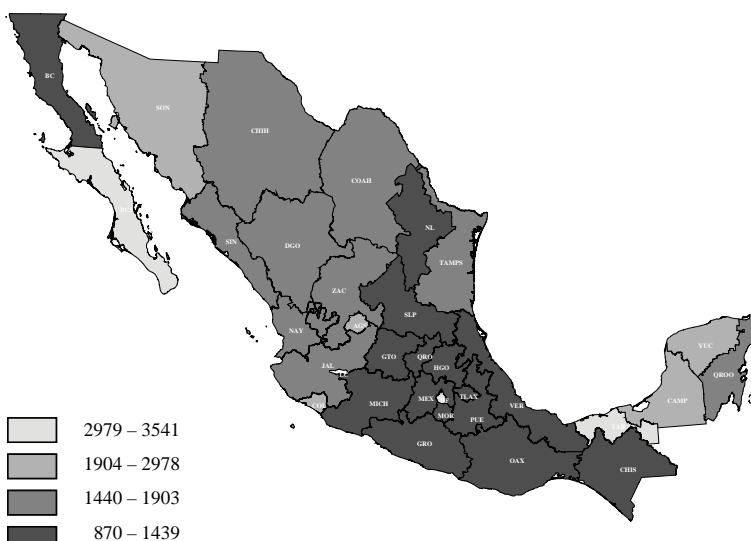 BC
SON
CHIH
COAH
NL
SIN
DGO
TAMPS
ZAC
SLP
NAY
AGS
JAL
GTO
QRO
HGO
YUC
QROO
CAMP
COL
MICH
MEX
TLAX
MOR
PUE
VER
GRO
OAX
CHIS
2979 – 3541
1904 – 2978
1440 – 1903
870 – 1439